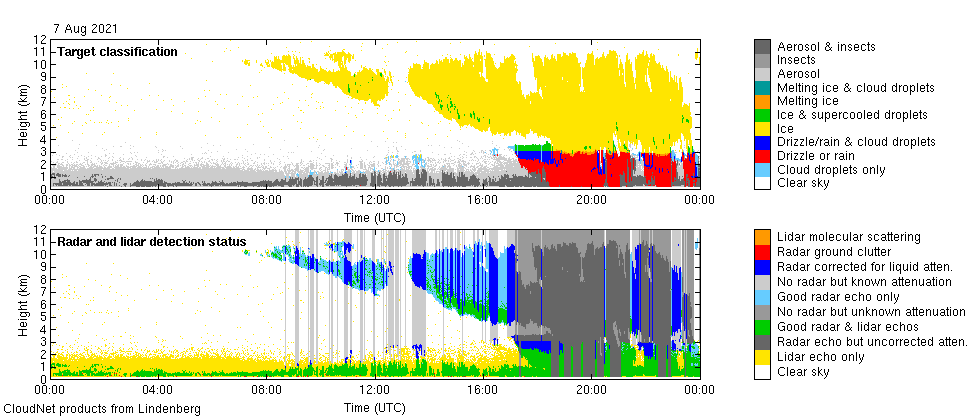 7 Aug 2021
Target classification
12
11
10
9
8
7
6
5
4
3
2
1
0
Height (km)
00:00 04:00 08:00 12:00 16:00 20:00 00:00
Time (UTC)
Aerosol & insects
Insects
Aerosol
Melting ice & cloud droplets
Melting ice
Ice & supercooled droplets
Ice
Drizzle/rain & cloud droplets
Drizzle or rain
Cloud droplets only
Clear sky
Radar and lidar detection status
12
11
10
9
8
7
6
5
4
3
2
1
0
Height (km)
00:00 04:00 08:00 12:00 16:00 20:00 00:00
Time (UTC)
Lidar molecular scattering
Radar ground clutter
Radar corrected for liquid atten.
No radar but known attenuation
Good radar echo only
No radar but unknown attenuation
Good radar & lidar echos
Radar echo but uncorrected atten.
Lidar echo only
Clear sky
CloudNet products from Lindenberg